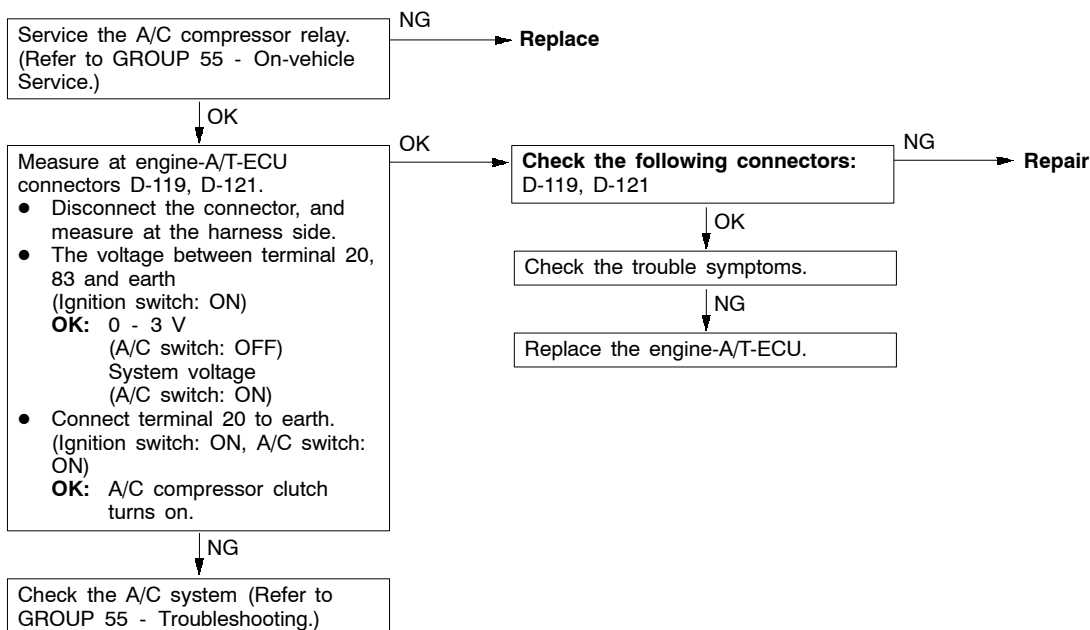 Service the A/C compressor relay.
(Refer to GROUP 55 - On-vehicle
Service.)
NG
Replace
OK
Measure at engine-A/T-ECU
connectors D-119, D-121.
● Disconnect the connector, and
measure at the harness side.
● The voltage between terminal 20,
83 and earth
(Ignition switch: ON)
OK: 0 - 3 V
(A/C switch: OFF)
System voltage
(A/C switch: ON)
● Connect terminal 20 to earth.
(Ignition switch: ON, A/C switch:
ON)
OK: A/C compressor clutch
turns on.
OK
Check the following connectors:
D-119, D-121
NG
Repair
OK
Check the trouble symptoms.
NG
Replace the engine-A/T-ECU.
NG
Check the A/C system (Refer to
GROUP 55 - Troubleshooting.)